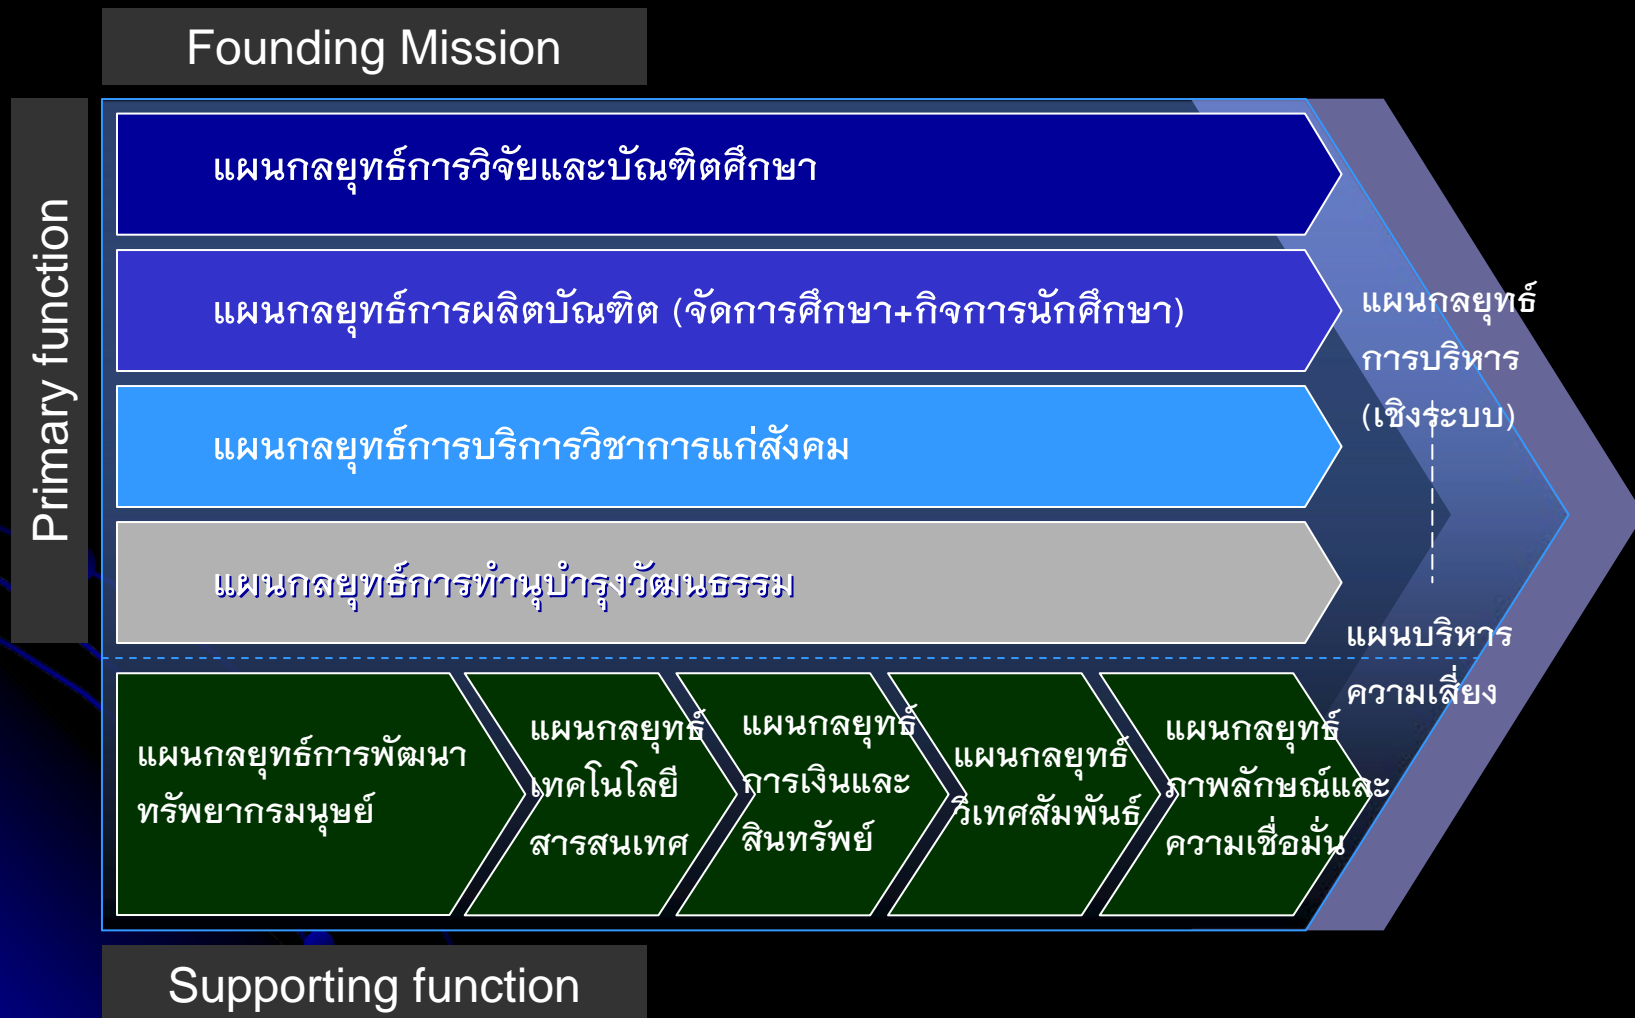 Founding Mission
Primary function
แผนกลยุทธ์การวิจัยและบัณฑิตศึกษา
แผนกลยุทธ์การผลิตบัณฑิต (จัดการศึกษา+กิจการนักศึกษา)
แผนกลยุทธ์การบริการวิชาการแก่สังคม
แผนกลยุทธ์การทำนุบำรุงวัฒนธรรม
แผนกลยุทธ์
การบริหาร
(เชิงระบบ)
แผนบริหาร
ความเสี่ยง
แผนกลยุทธ์การพัฒนา
ทรัพยากรมนุษย์
แผนกลยุทธ์
เทคโนโลยี
สารสนเทศ
แผนกลยุทธ์
การเงินและ
สินทรัพย์
แผนกลยุทธ์
วิเทศสัมพันธ์
แผนกลยุทธ์
ภาพลักษณ์และ
ความเชื่อมั่น
Supporting function